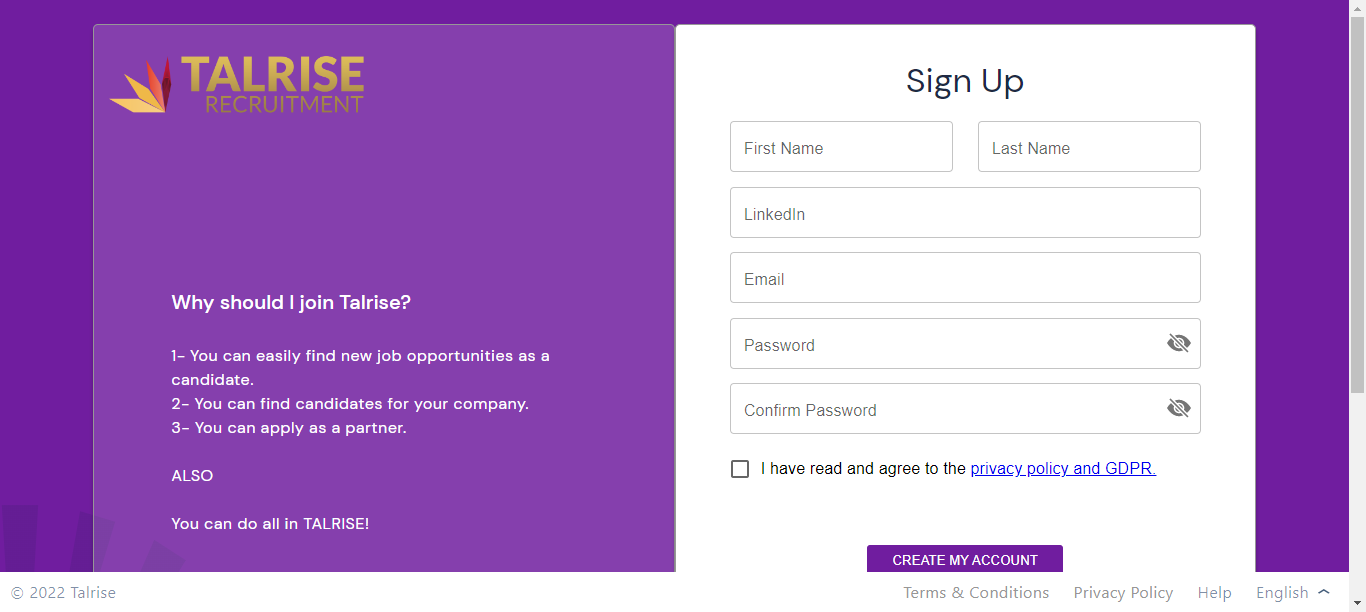 TALRISE
RECRUITMENT
Why should I join Talrise?
1- You can easily find new job opportunities as a
candidate.
2- You can find candidates for your company.
3- You can apply as a partner.
ALSO
You can do all in TALRISE!
Sign Up
First Name
Last Name
LinkedIn
Email
Password
Confirm Password
I have read and agree to the privacy policy and GDPR.
CREATE MY ACCOUNT
© 2022 Talrise
Terms & Conditions
Privacy Policy
Help
English